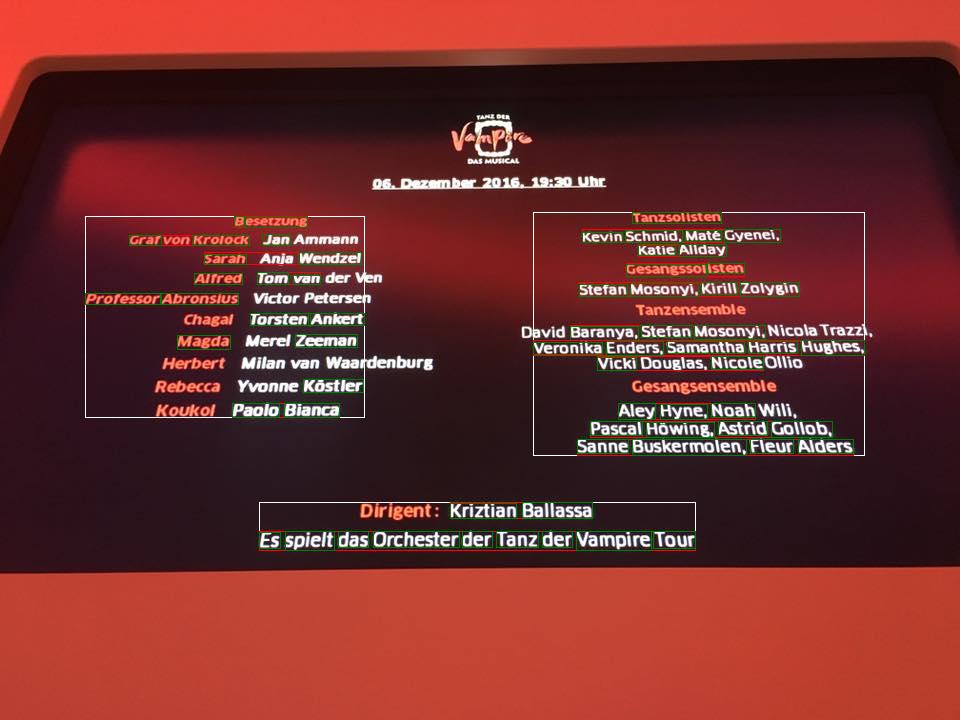 TANZ DER
Vampire
DAS MUSICAL
06. Dezember 2016, 19:30 Uhr
Besetzung
Graf von Krolock Jan Ammann
Sarah Anja Wendzel
Alfred Tom van der Ven
Professor Abronsius Victor Petersen
Chagal Torsten Ankert
Magda Merel Zeeman
Herbert Milan van Waardenburg
Rebecca Yvonne Köstler
Koukol Paolo Bianca
Tanzsolisten
Kevin Schmid, Maté Gyenei,
Katie Allday
Gesangssolisten
Stefan Mosonyi, Kirill Zolygin
Tanzensemble
David Baranya, Stefan Mosonyi, Nicola Trazzi,
Veronika Enders, Samantha Harris Hughes,
Vicki Douglas, Nicole Ollio
Gesangsensemble
Aley Hyne, Noah Wili,
Pascal Höwing, Astrid Gollob,
Sanne Buskermolen, Fleur Alders
Dirigent: Kriztian Ballassa
Es spielt das Orchester der Tanz der Vampire Tour